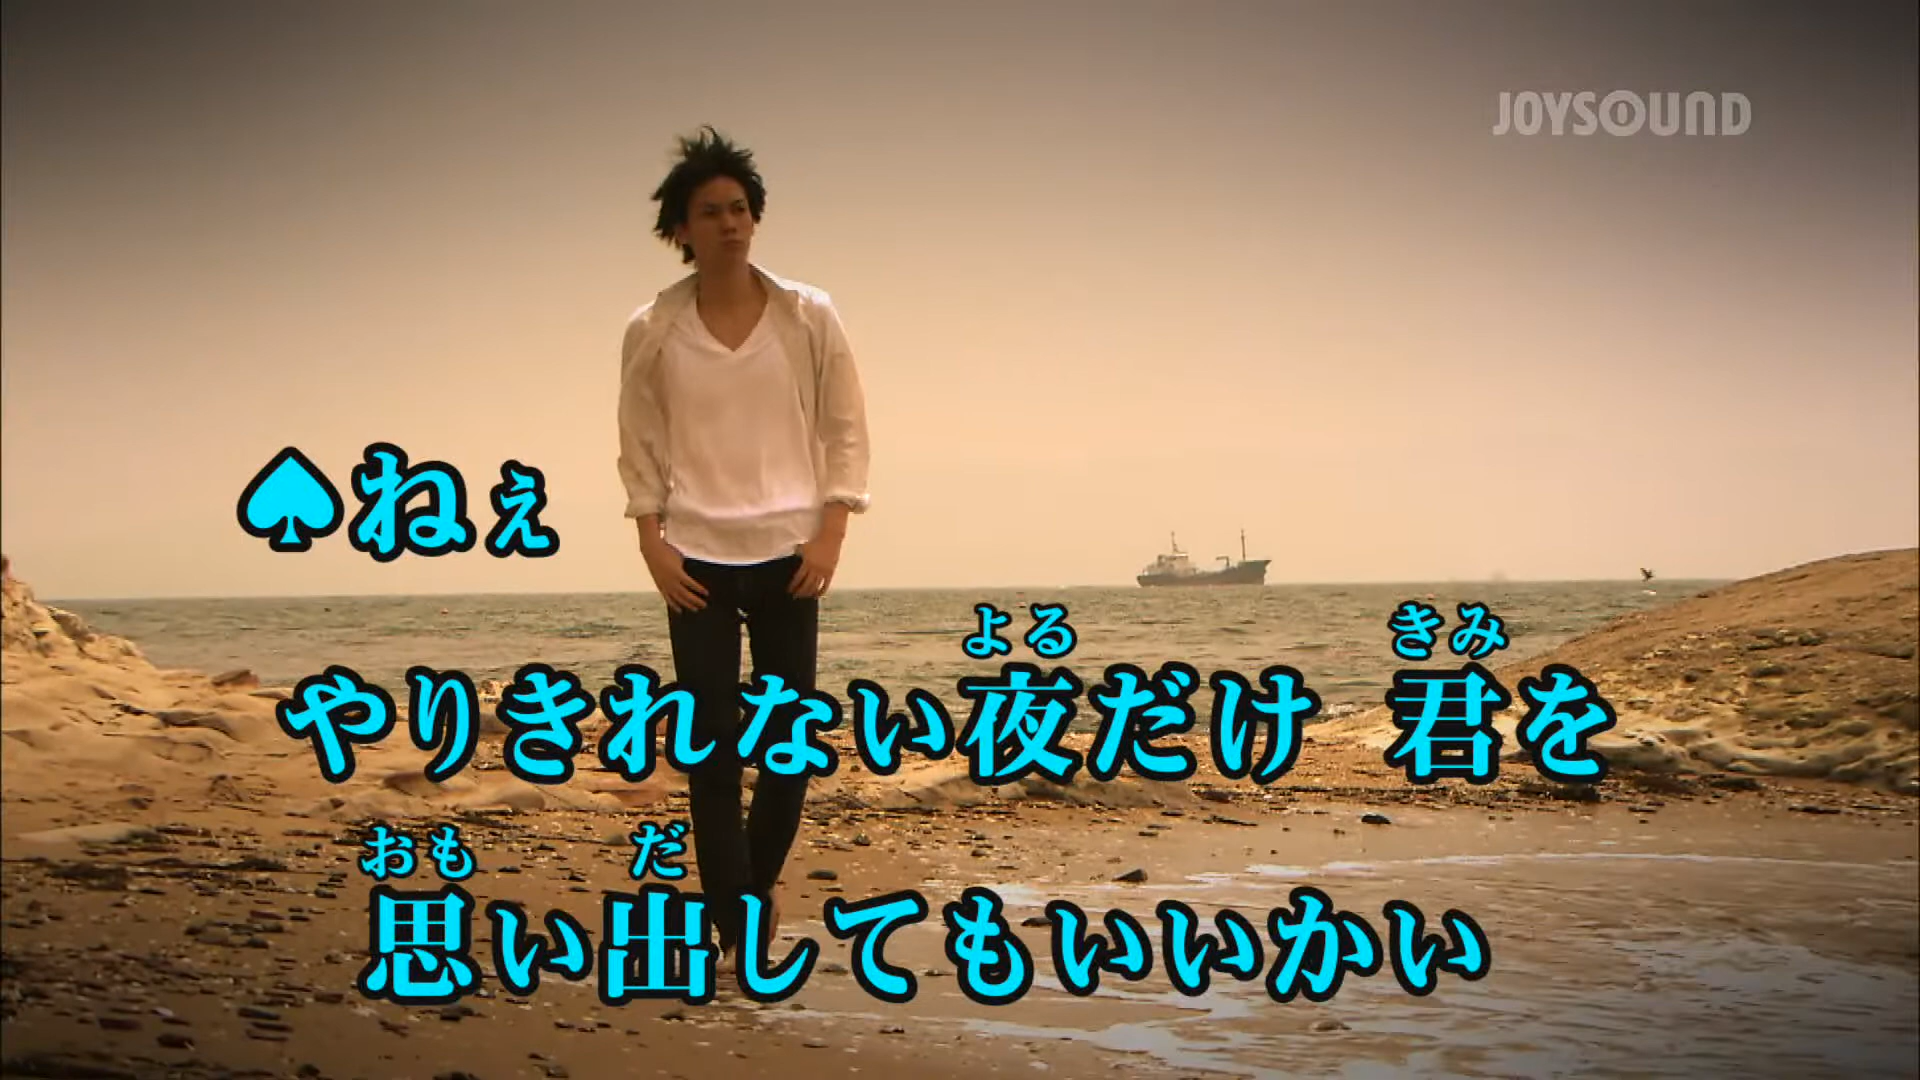 JOYSOUND
♠ねぇ
よる きみ
やりきれない夜だけ 君を
おも だ
思い出してもいいかい